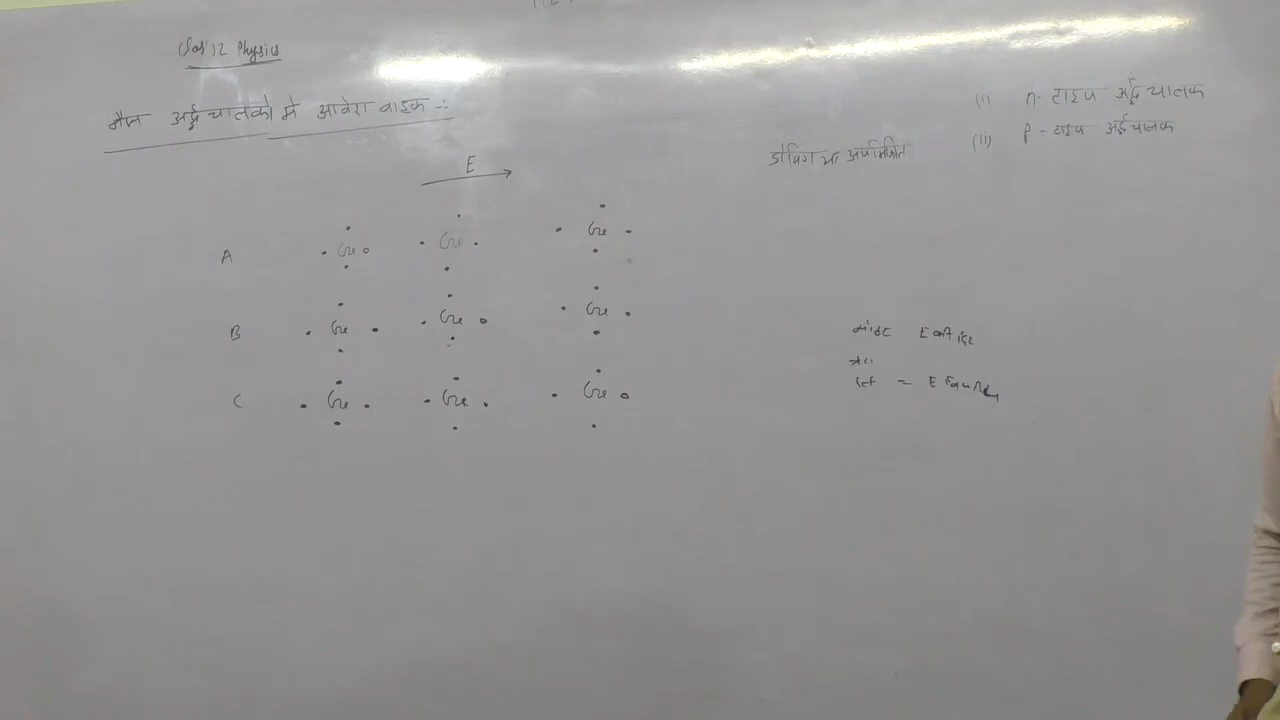 Class 12 Physics
नैज अर्द्धचालकों मे आवेश वाहक :-
(i) n- टाइप अर्द्धचालक
डोपिंग या अपमिश्रित
(ii) P - टाइप अर्द्धचालक
E
A Ge Ge Ge
B Ge Ge Ge
C Ge Ge Ge
E
= E